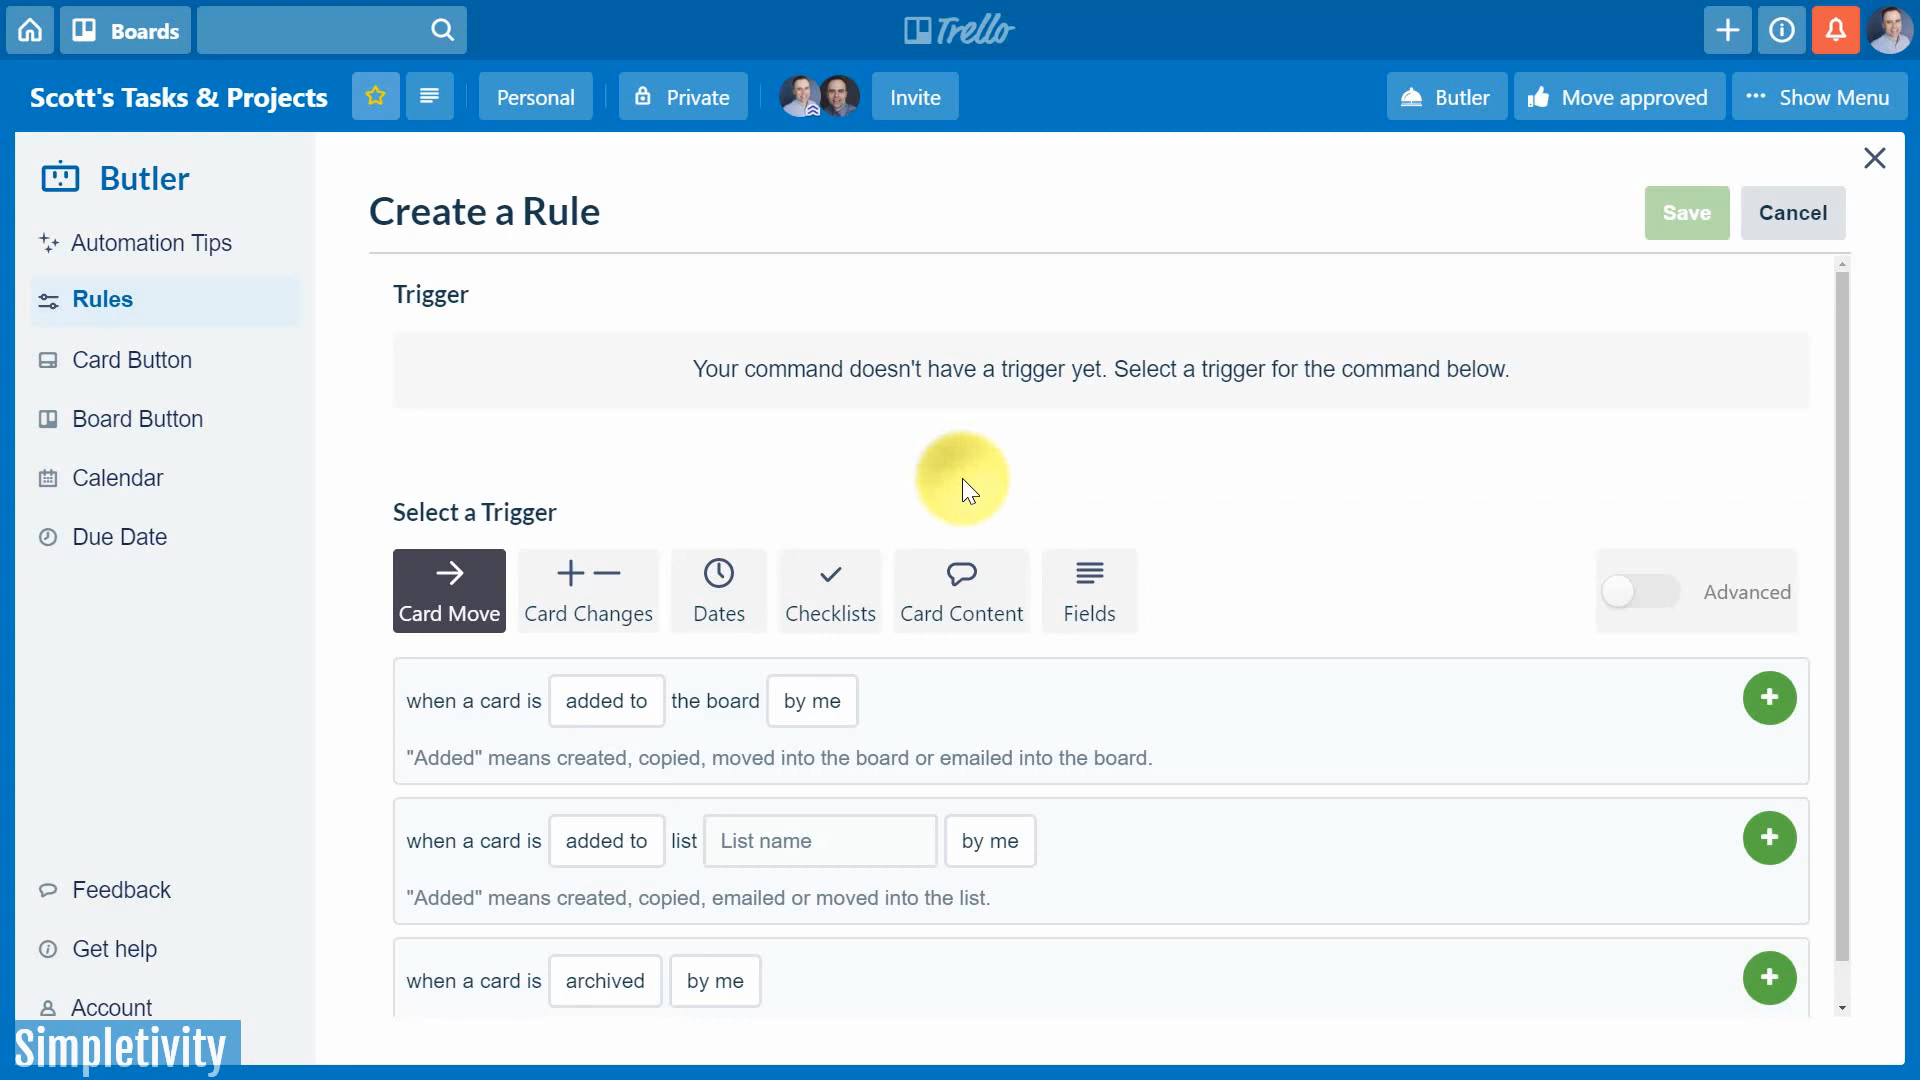 Boards
Trello
Scott's Tasks & Projects
Personal
Private
Invite
Butler
Move approved
Show Menu
Butler
Automation Tips
Rules
Card Button
Board Button
Calendar
Due Date
Feedback
Get help
Account
Simpletivity
Create a Rule
Save
Cancel
Trigger
Your command doesn't have a trigger yet. Select a trigger for the command below.
Select a Trigger
Card Move
Card Changes
Dates
Checklists
Card Content
Fields
Advanced
when a card is added to the board by me
"Added" means created, copied, moved into the board or emailed into the board.
when a card is added to list List name by me
"Added" means created, copied, emailed or moved into the list.
when a card is archived by me